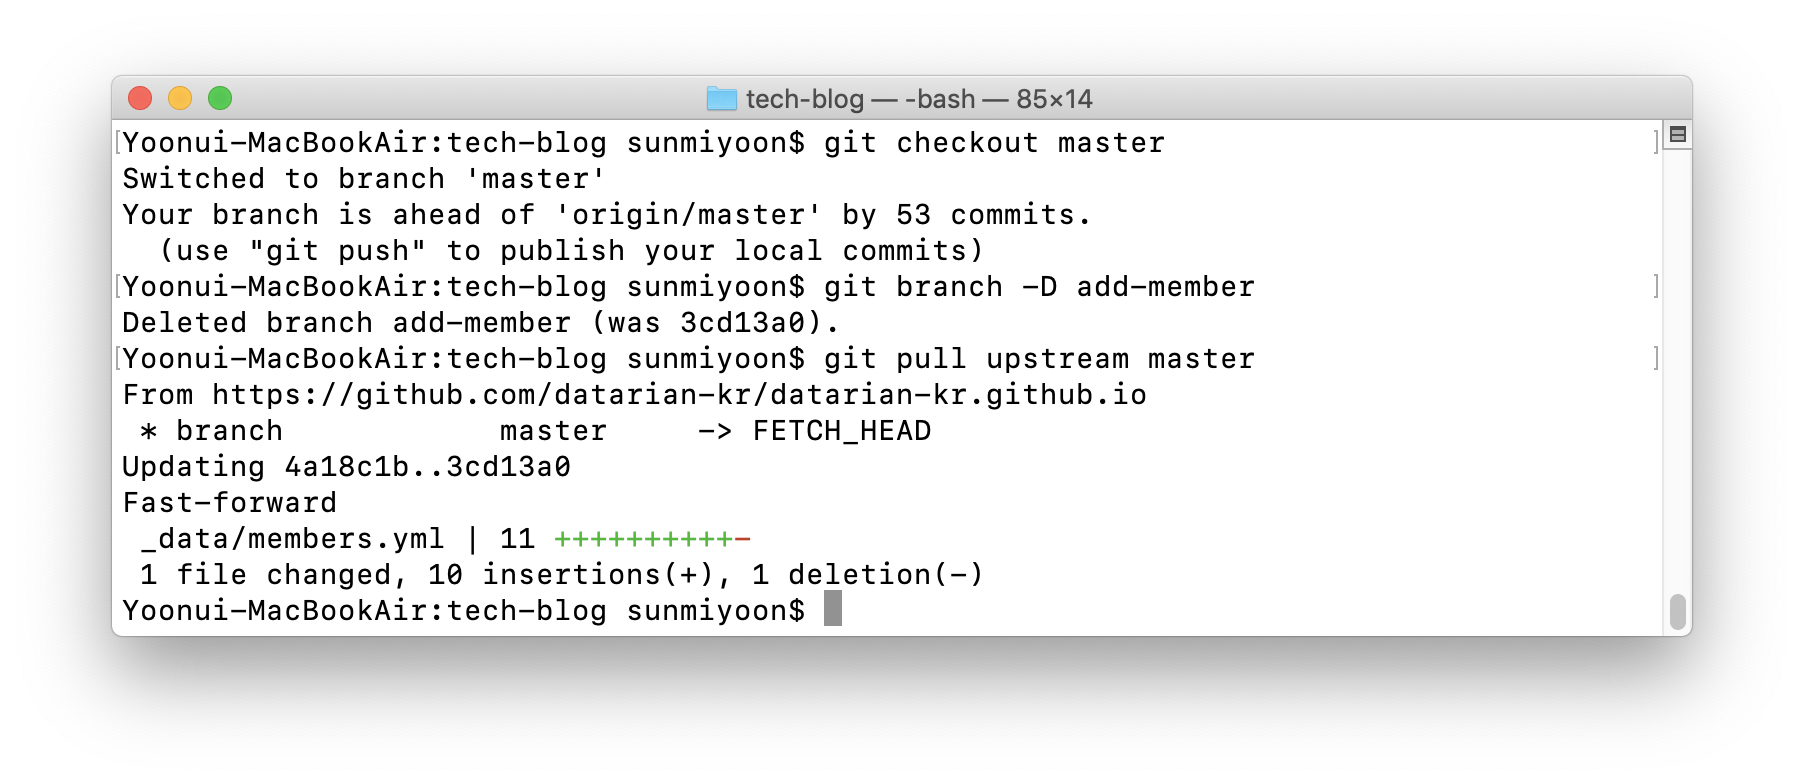 tech-blog — -bash — 85×14
Yoonui-MacBookAir:tech-blog sunmiyoon$ git checkout master
Switched to branch 'master'
Your branch is ahead of 'origin/master' by 53 commits.
  (use "git push" to publish your local commits)
Yoonui-MacBookAir:tech-blog sunmiyoon$ git branch -D add-member
Deleted branch add-member (was 3cd13a0).
Yoonui-MacBookAir:tech-blog sunmiyoon$ git pull upstream master
From https://github.com/datarian-kr/datarian-kr.github.io
 * branch            master     -> FETCH_HEAD
Updating 4a18c1b..3cd13a0
Fast-forward
 _data/members.yml | 11 ++++++++++-
 1 file changed, 10 insertions(+), 1 deletion(-)
Yoonui-MacBookAir:tech-blog sunmiyoon$